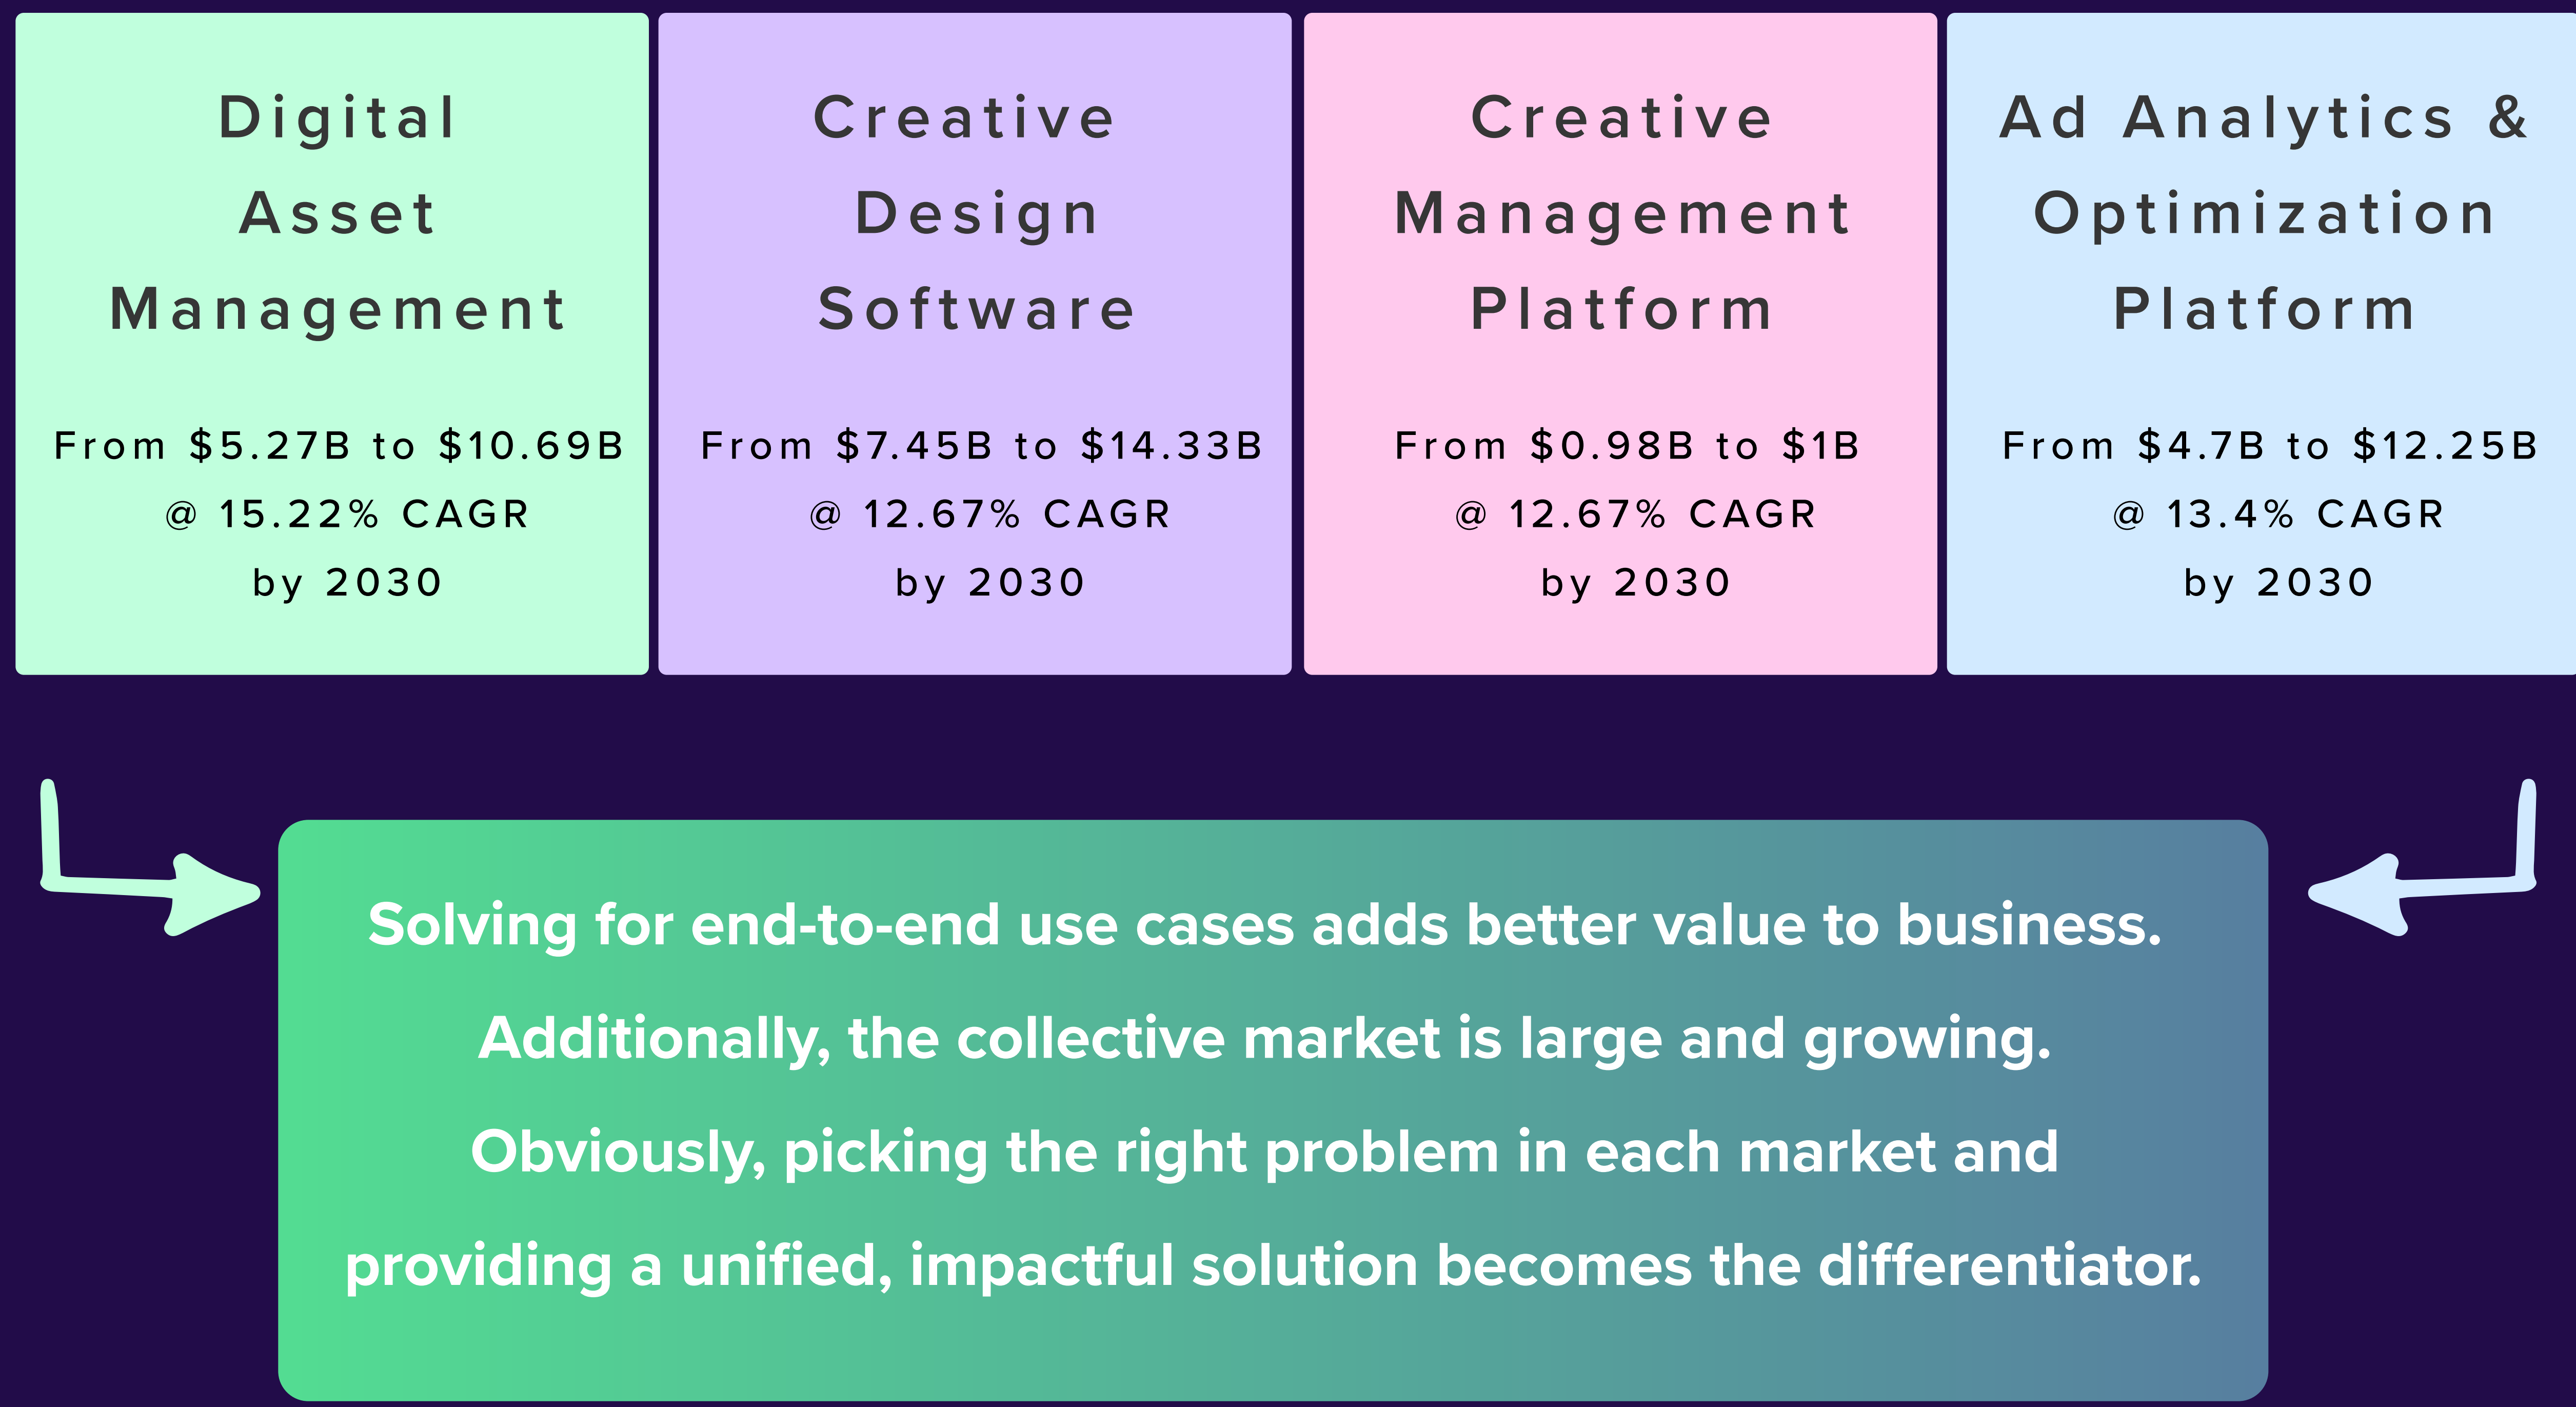 Digital
Asset
Management
From $5.27B to $10.69B
@ 15.22% CAGR
by 2030
Creative
Design
Software
From $7.45B to $14.33B
@ 12.67% CAGR
by 2030
Creative
Management
Platform
From $0.98B to $1B
@ 12.67% CAGR
by 2030
Ad Analytics &
Optimization
Platform
From $4.7B to $12.25B
@ 13.4% CAGR
by 2030
Solving for end-to-end use cases adds better value to business.
Additionally, the collective market is large and growing.
Obviously, picking the right problem in each market and
providing a unified, impactful solution becomes the differentiator.